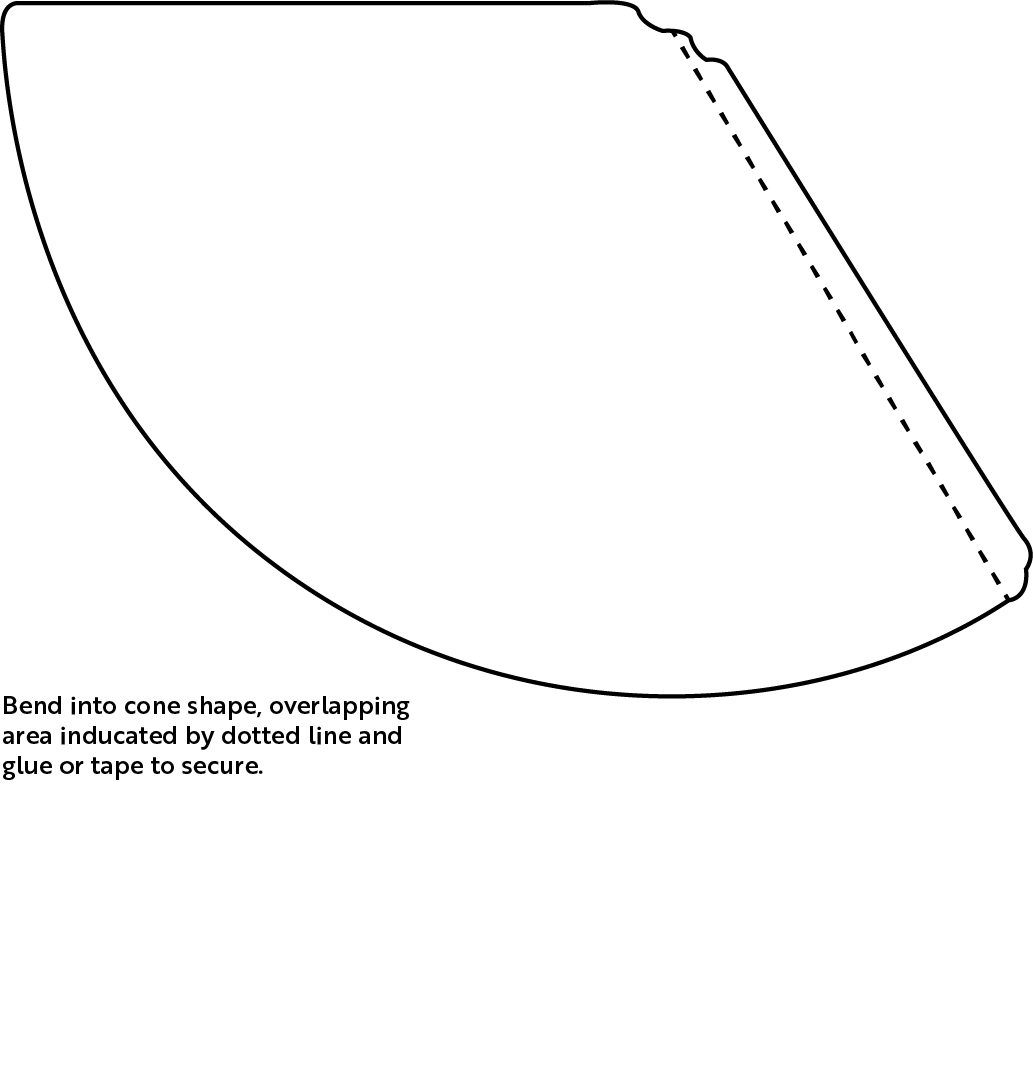 Bend into cone shape, overlapping
area inducated by dotted line and
glue or tape to secure.